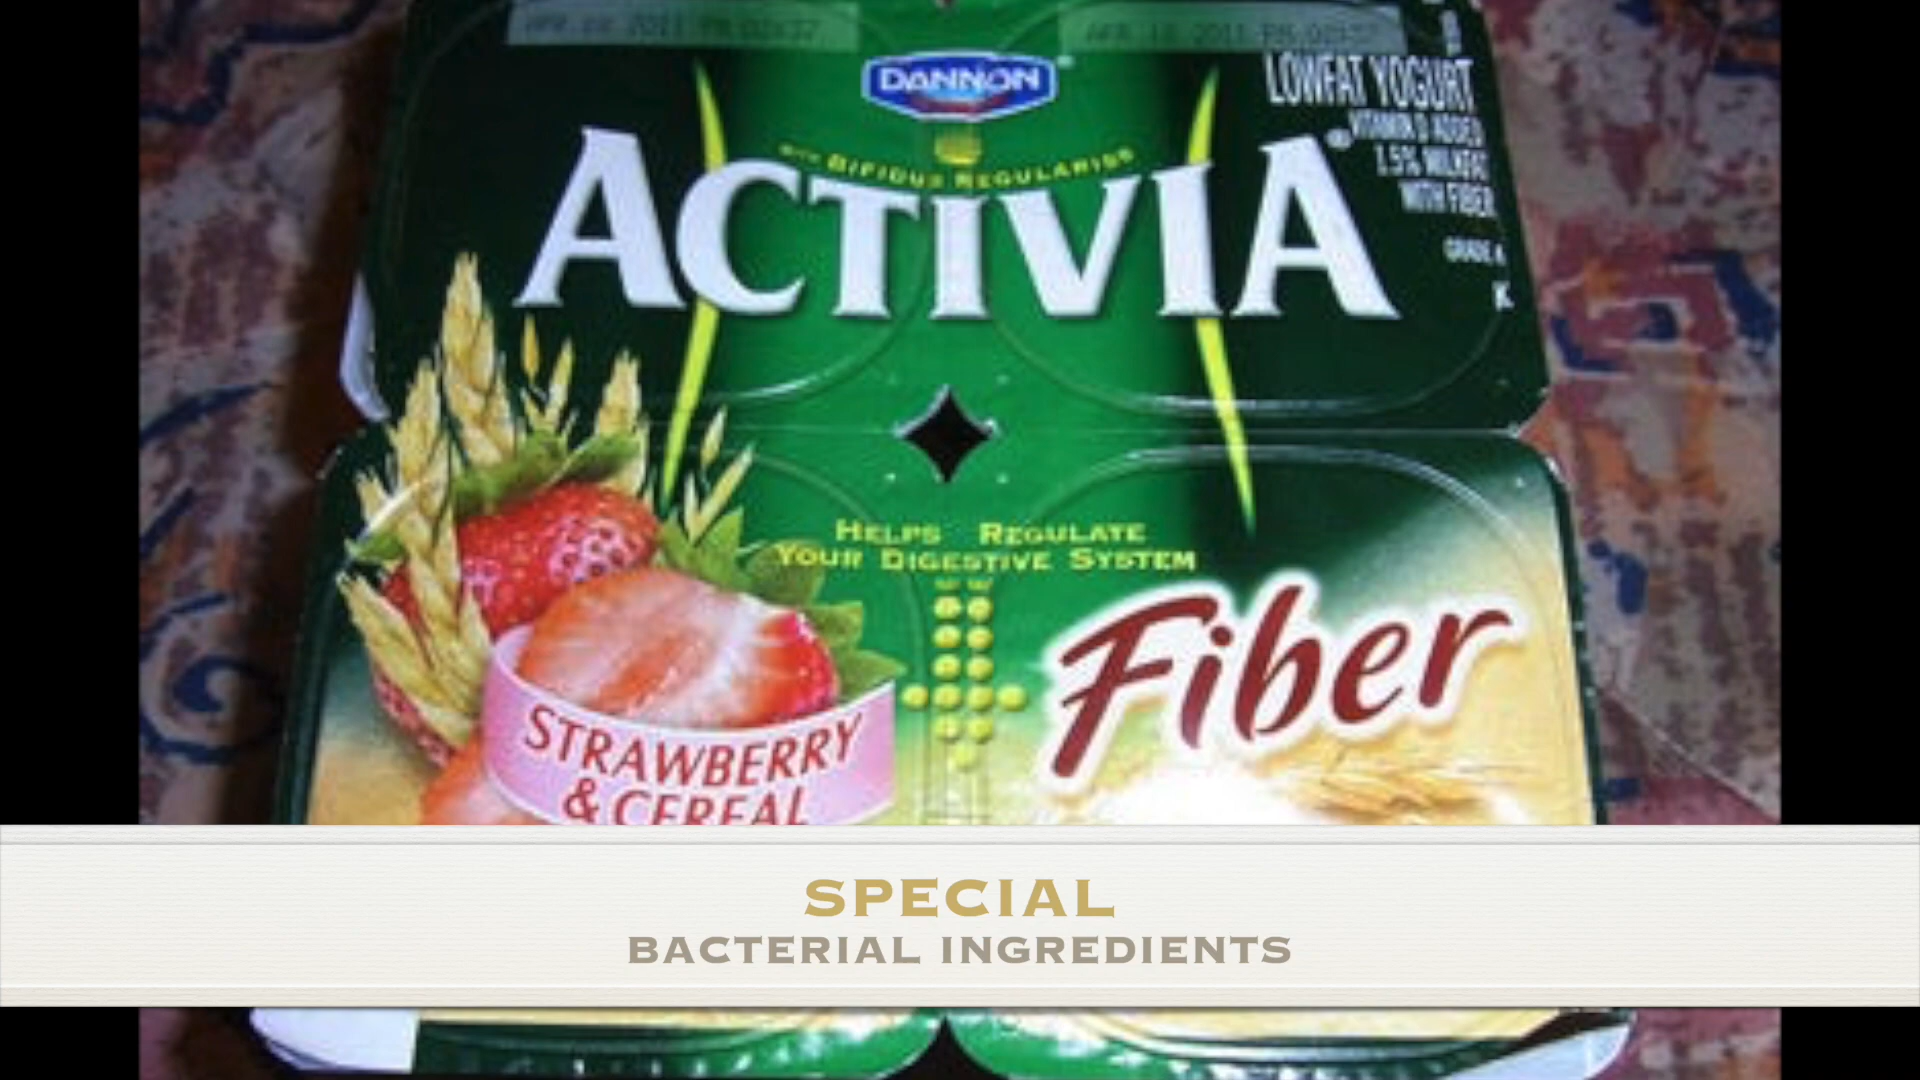 DANNON
WITH BIFIDUS REGULARIS®
ACTIVIA®
LOWFAT YOGURT
VITAMIN D ADDED
1.5% MILKFAT
WITH FIBER
GRADE A
K
HELPS REGULATE
YOUR DIGESTIVE SYSTEM
STRAWBERRY
& CEREAL
Fiber
SPECIAL
BACTERIAL INGREDIENTS